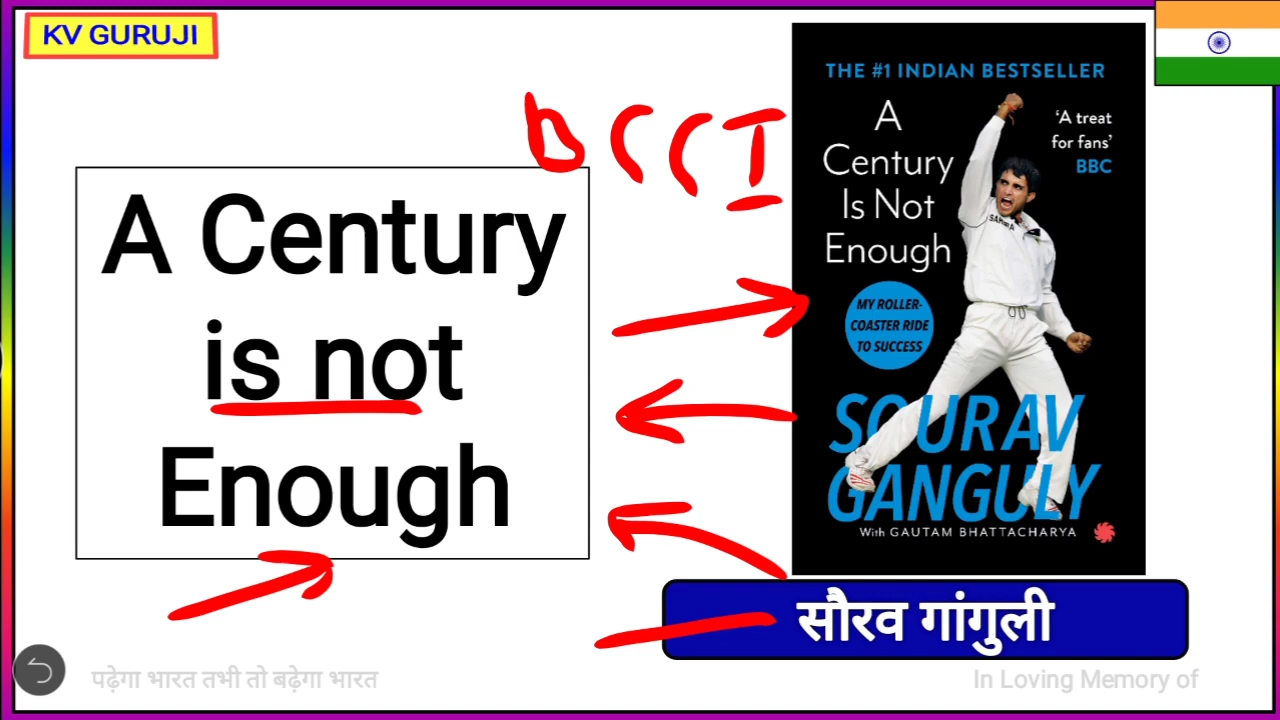 KV GURUJI
BCCI
A Century
is not
Enough
THE #1 INDIAN BESTSELLER
A
Century
Is Not
Enough
‘A treat
for fans’
BBC
MY ROLLER-
COASTER RIDE
TO SUCCESS
SAHARA
SOURAV
GANGULY
With GAUTAM BHATTACHARYA
सौरव गांगुली
पढ़ेगा भारत तभी तो बढ़ेगा भारत
In Loving Memory of